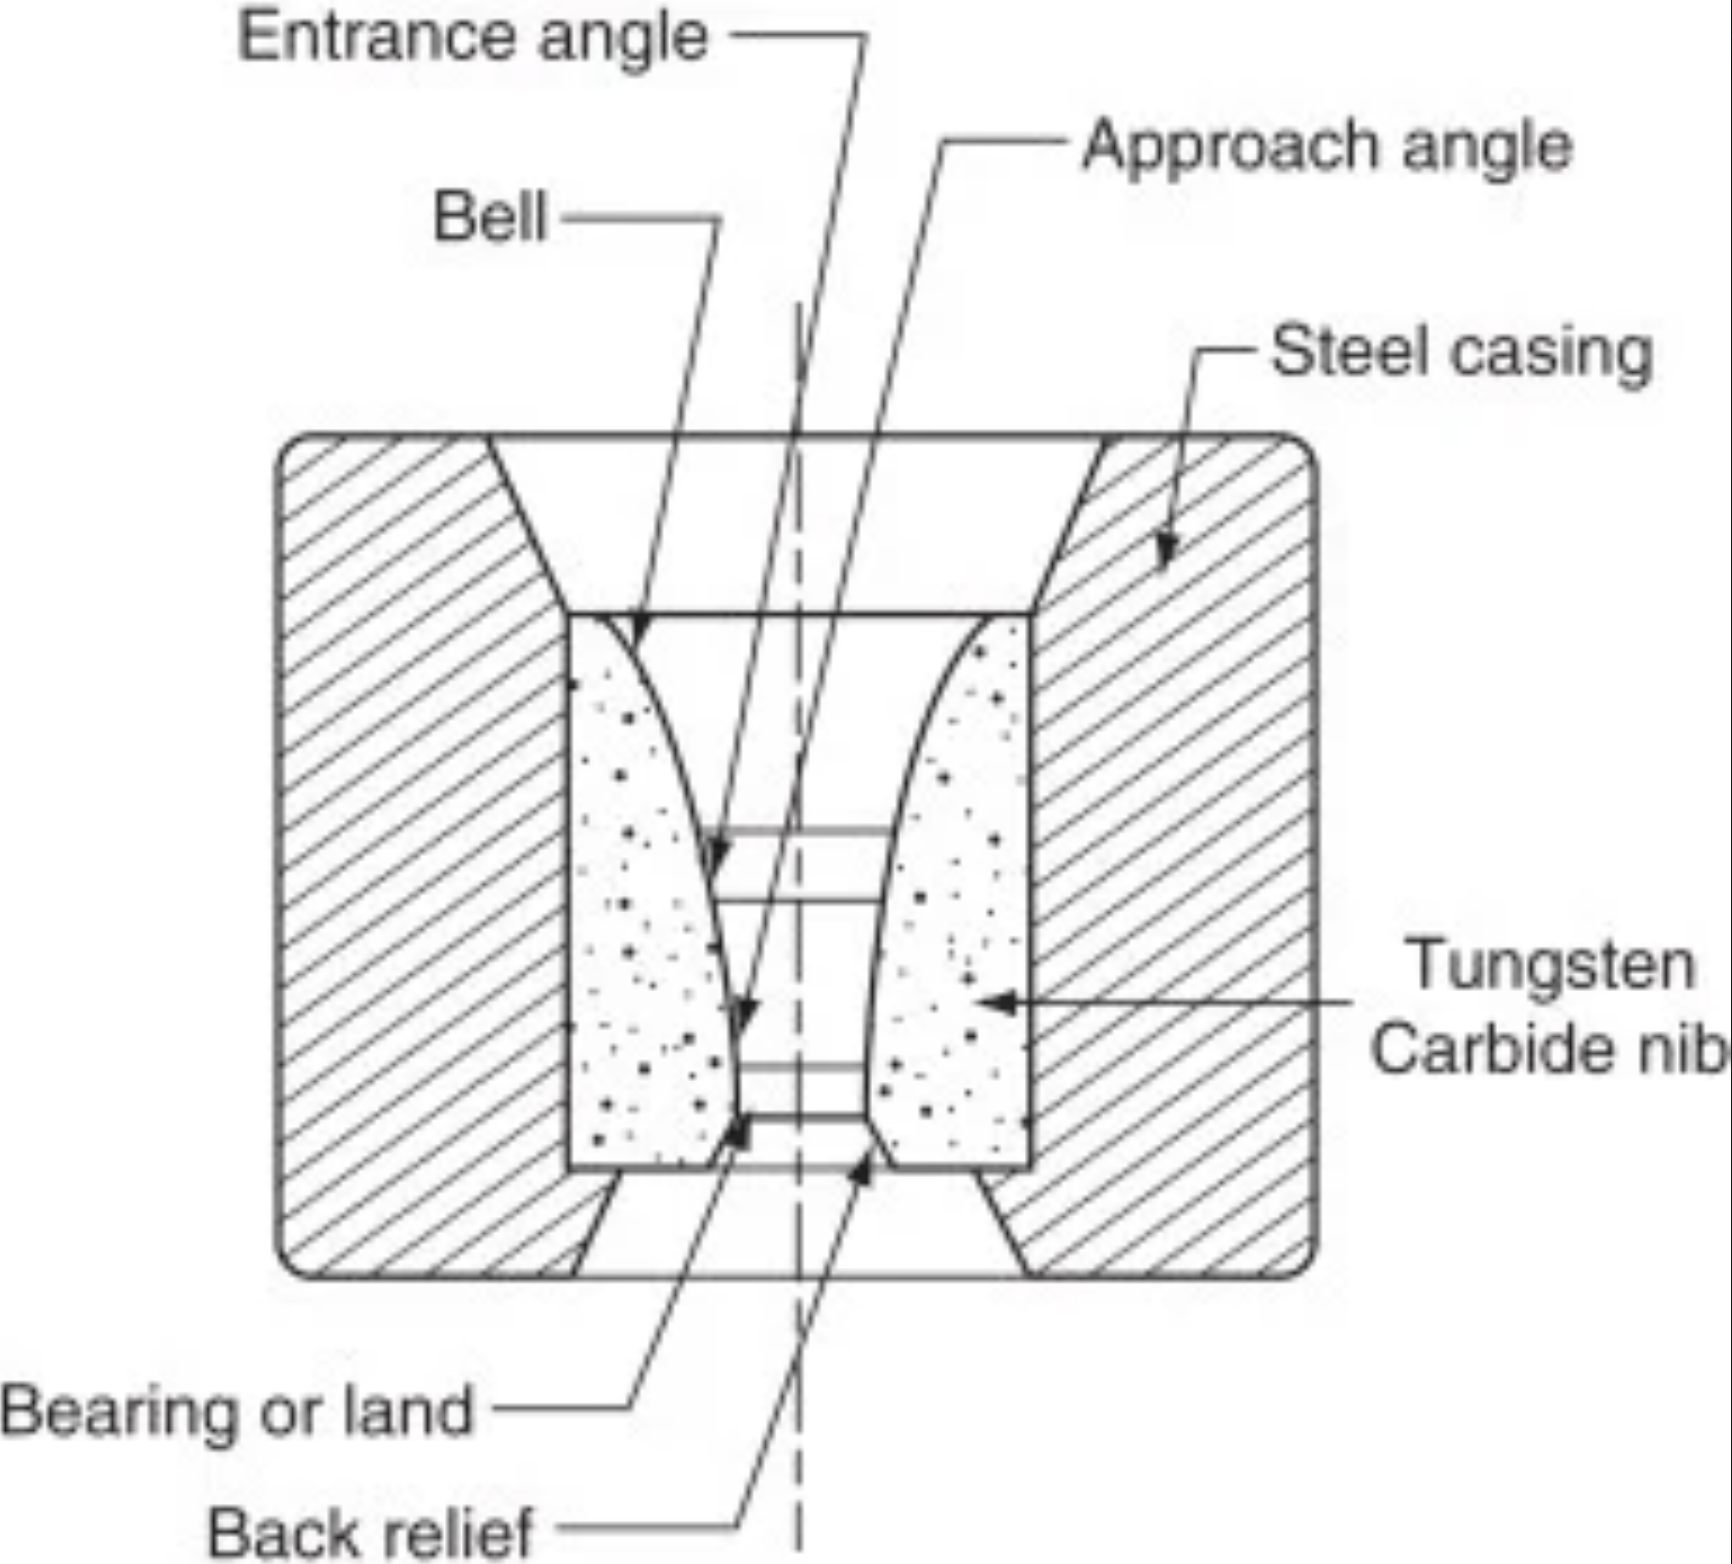 Entrance angle
Approach angle
Bell
Steel casing
Tungsten
Carbide nib
Bearing or land
Back relief